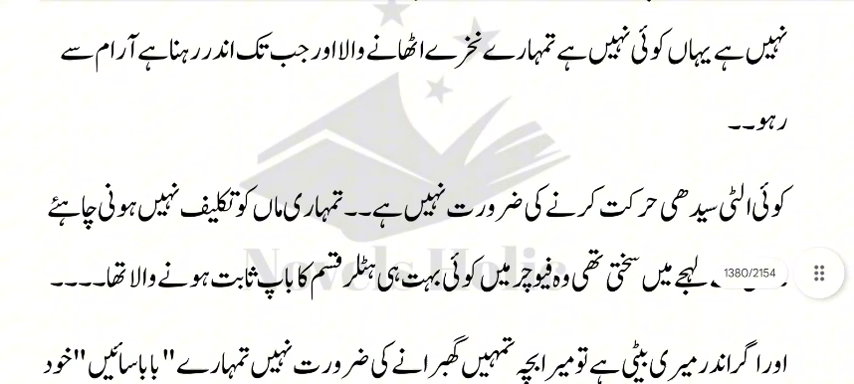 نہیں ہے یہاں کوئی نہیں ہے تمہارے نخرے اٹھانے والا اور جب تک اندر رہنا ہے آرام سے
رہو۔۔
کوئی الٹی سیدھی حرکت کرنے کی ضرورت نہیں ہے۔۔ تمہاری ماں کو تکلیف نہیں ہونی چاہئے
لہجے میں سختی تھی وہ فیوچر میں کوئی بہت ہی ہٹلر قسم کا باپ ثابت ہونے والا تھا۔۔۔۔
1380/2154
اور اگر اندر میری بیٹی ہے تو میرا بچہ تمہیں گھبرانے کی ضرورت نہیں تمہارے "بابا سائیں" خود
Novels Hub